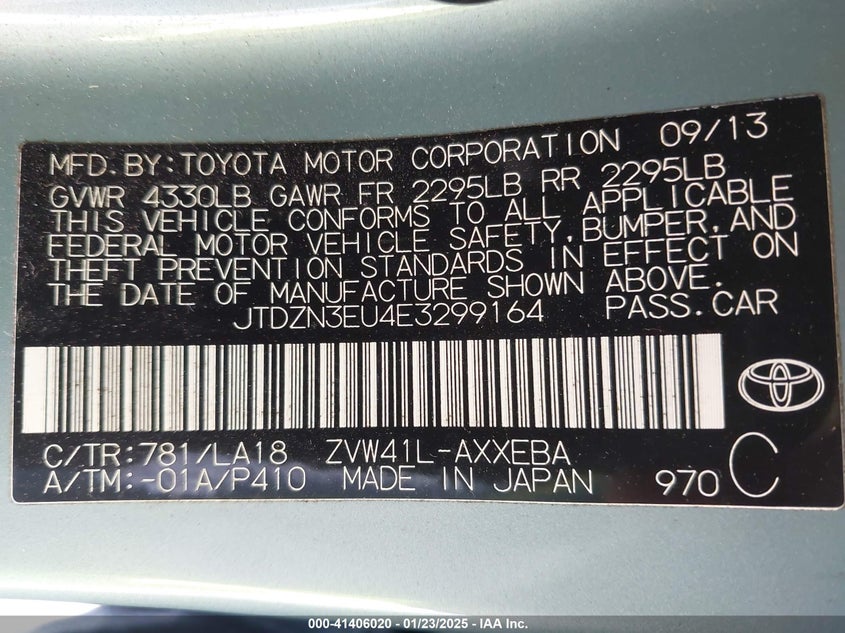 MFD.BY:TOYOTA MOTOR CORPORATION 09/13
GVWR 4330LB GAWR FR 2295LB RR 2295LB
THIS VEHICLE CONFORMS TO ALL APPLICABLE
FEDERAL MOTOR VEHICLE SAFETY,BUMPER,AND
THEFT PREVENTION STANDARDS IN EFFECT ON
THE DATE OF MANUFACTURE SHOWN ABOVE.
JTDZN3EU4E3299164 PASS.CAR
C/TR:781/LA18 ZVW41L-AXXEBA
A/TM:-01A/P410 MADE IN JAPAN 970 C
000-41406020 - 01/23/2025 - IAA Inc.